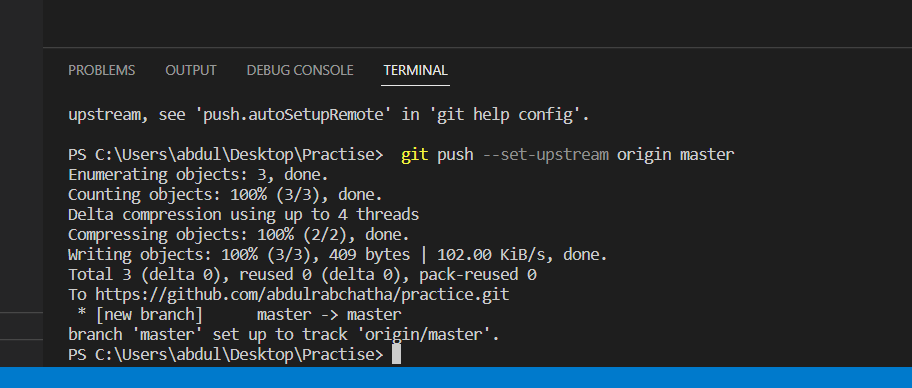 PROBLEMS OUTPUT DEBUG CONSOLE TERMINAL
upstream, see 'push.autoSetupRemote' in 'git help config'.
PS C:\Users\abdul\Desktop\Practise>  git push --set-upstream origin master
Enumerating objects: 3, done.
Counting objects: 100% (3/3), done.
Delta compression using up to 4 threads
Compressing objects: 100% (2/2), done.
Writing objects: 100% (3/3), 409 bytes | 102.00 KiB/s, done.
Total 3 (delta 0), reused 0 (delta 0), pack-reused 0
To https://github.com/abdulrabchatha/practice.git
 * [new branch]      master -> master
branch 'master' set up to track 'origin/master'.
PS C:\Users\abdul\Desktop\Practise>